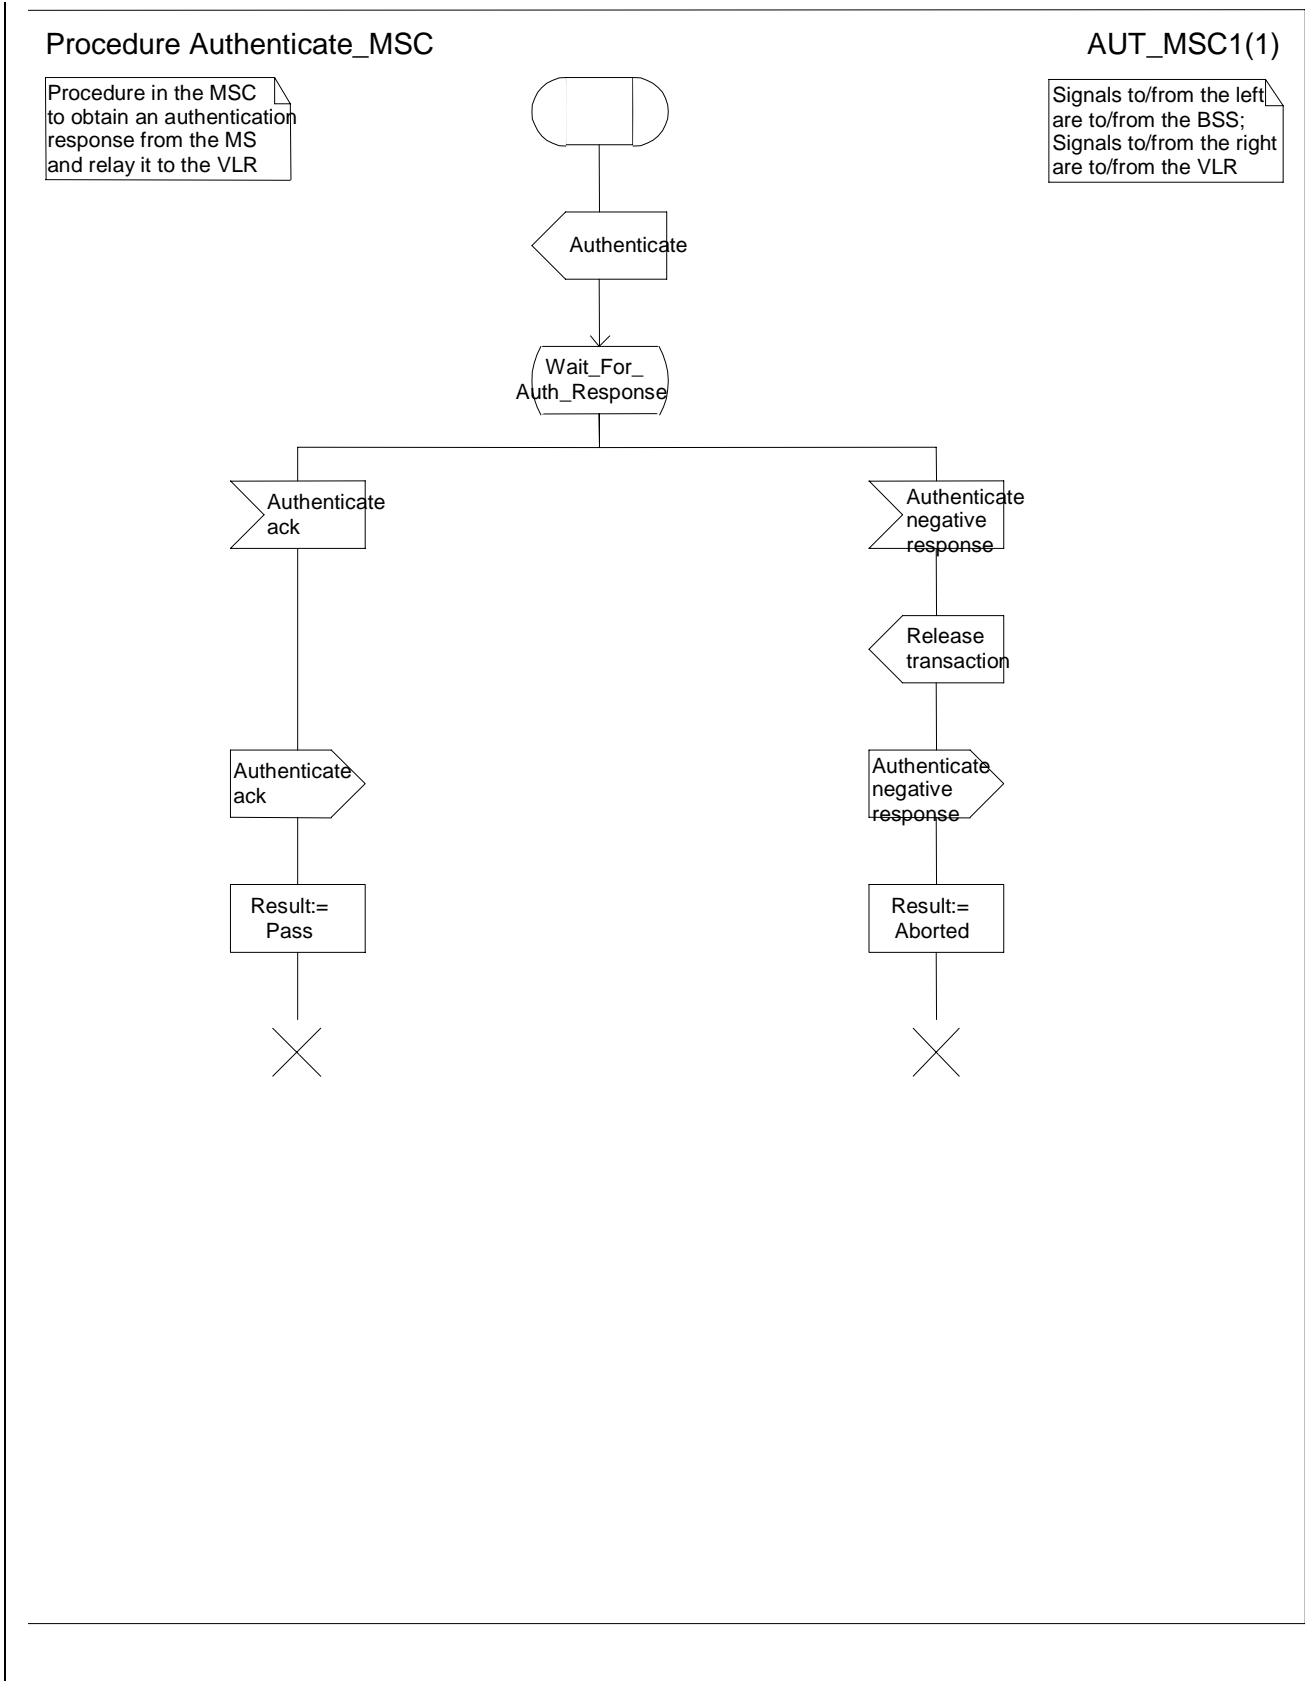 Procedure Authenticate_MSC
AUT_MSC1(1)
Procedure in the MSC
to obtain an authentication
response from the MS
and relay it to the VLR
Signals to/from the left
are to/from the BSS;
Signals to/from the right
are to/from the VLR
Authenticate
Wait_For_
Auth_Response
Authenticate
ack
Authenticate
negative
response
Release
transaction
Authenticate
ack
Authenticate
negative
response
Result:=
Pass
Result:=
Aborted